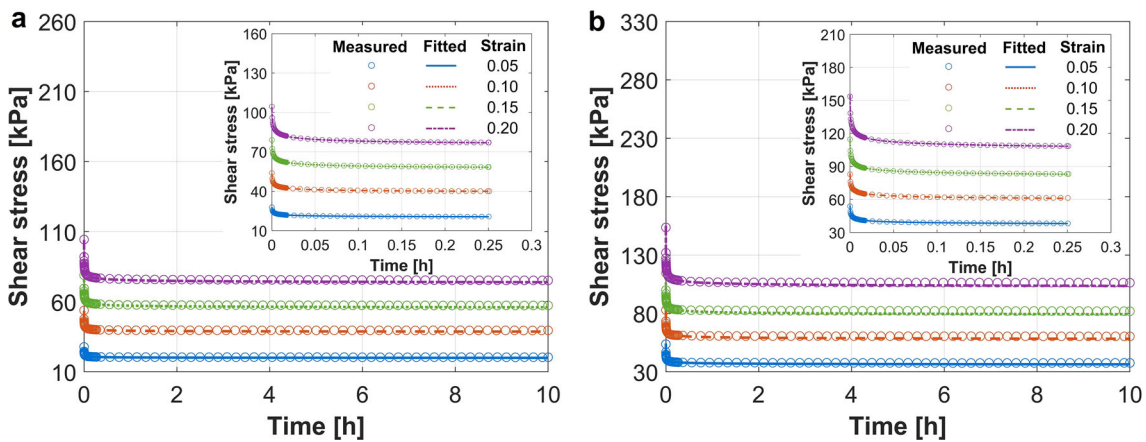 a
Shear stress [kPa]
260
210
160
110
60
10
0 2 4 6 8 10
Time [h]
Shear stress [kPa]
160
130
100
70
40
10
0 0.05 0.1 0.15 0.2 0.25 0.3
Time [h]
Measured Fitted Strain
0.05
0.10
0.15
0.20
b
Shear stress [kPa]
330
280
230
180
130
80
30
0 2 4 6 8 10
Time [h]
Shear stress [kPa]
210
180
150
120
90
60
30
0 0.05 0.1 0.15 0.2 0.25 0.3
Time [h]
Measured Fitted Strain
0.05
0.10
0.15
0.20